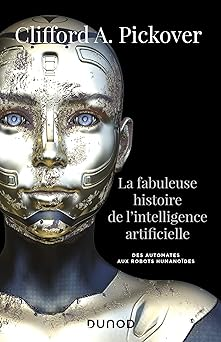 Clifford A. Pickover
La fabuleuse
histoire
de l'intelligence
artificielle
DES AUTOMATES
AUX ROBOTS HUMANOÏDES
DUNOD